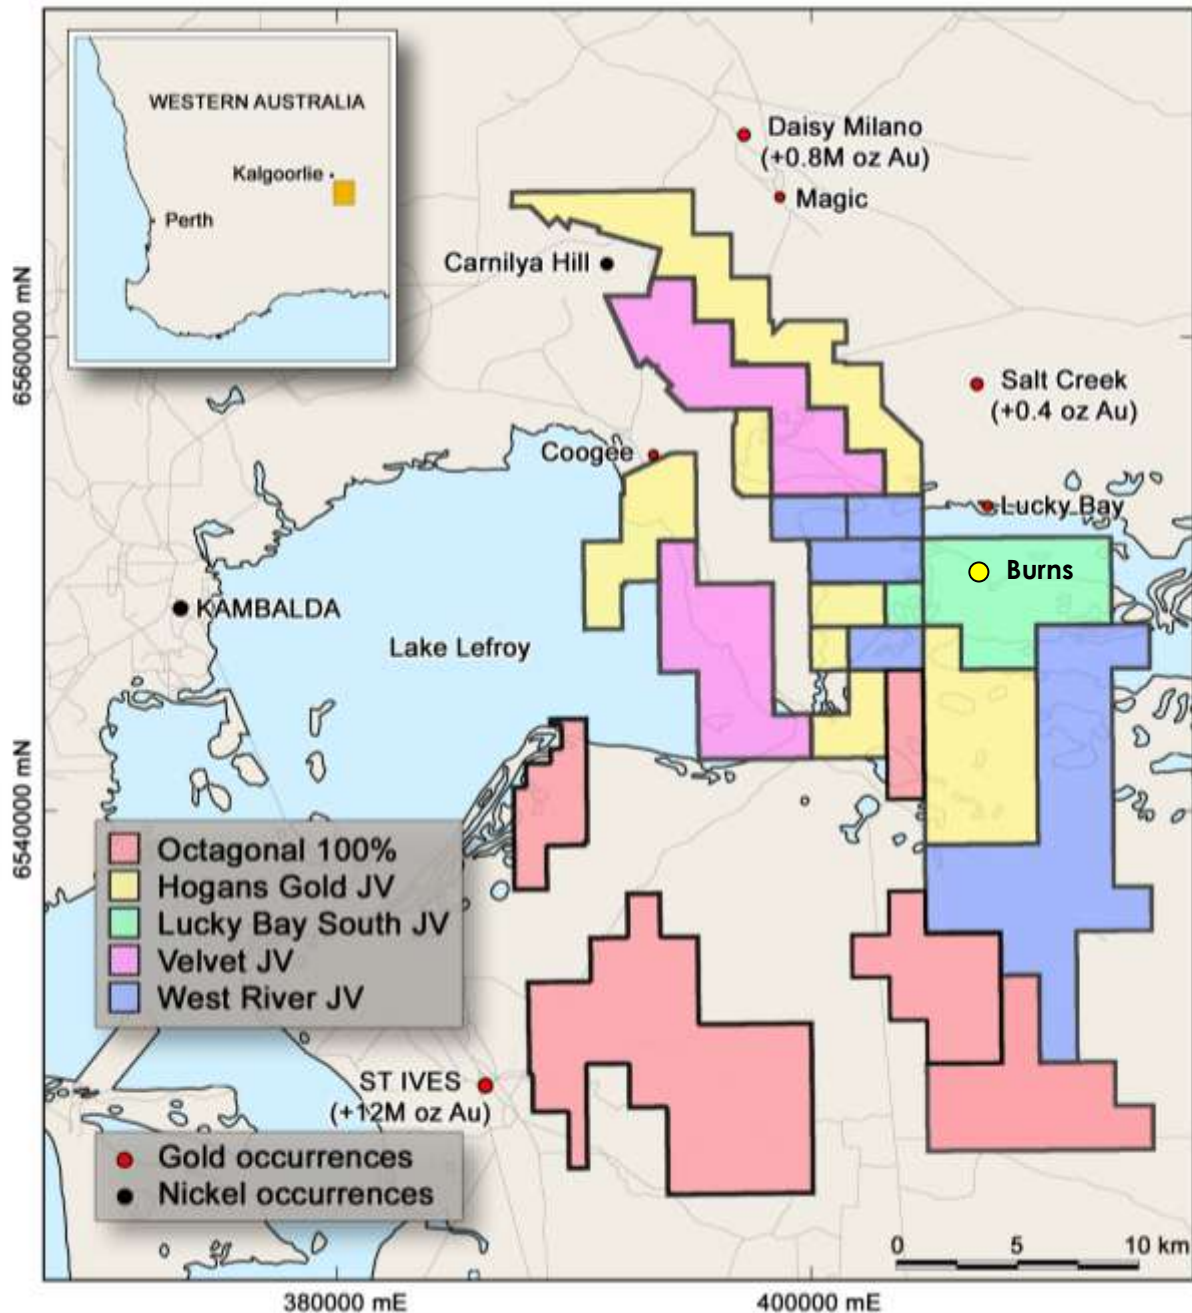 WESTERN AUSTRALIA
Kalgoorlie
Perth
Daisy Milano
(+0.8M oz Au)
Magic
Carnilya Hill
6560000 mN
Salt Creek
(+0.4 oz Au)
Coogee
Lucky Bay
Burns
KAMBALDA
Lake Lefroy
6540000 mN
Octagonal 100%
Hogans Gold JV
Lucky Bay South JV
Velvet JV
West River JV
ST IVES
(+12M oz Au)
Gold occurrences
Nickel occurrences
0 5 10 km
380000 mE 400000 mE